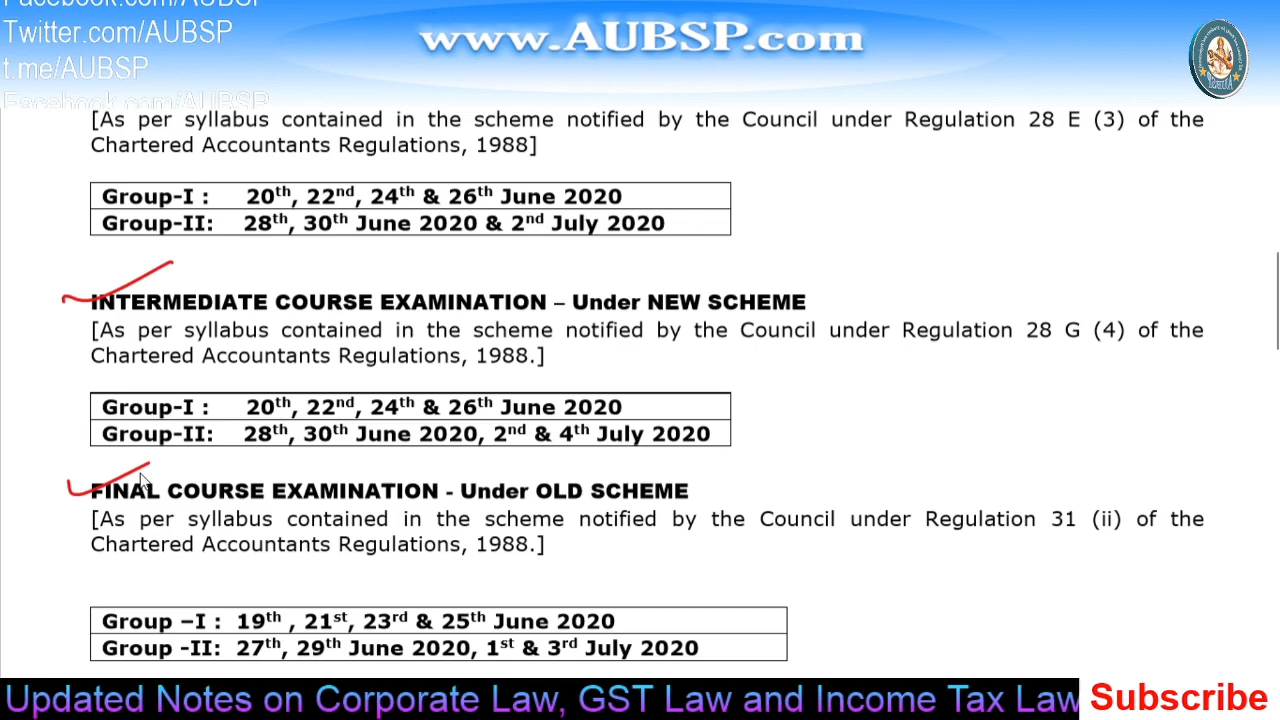 Facebook.com/AUBSP
Twitter.com/AUBSP
t.me/AUBSP
Facebook.com/AUBSP
www.AUBSP.com
[As per syllabus contained in the scheme notified by the Council under Regulation 28 E (3) of the
Chartered Accountants Regulations, 1988]
Group-I : 20th, 22nd, 24th & 26th June 2020
Group-II: 28th, 30th June 2020 & 2nd July 2020
INTERMEDIATE COURSE EXAMINATION – Under NEW SCHEME
[As per syllabus contained in the scheme notified by the Council under Regulation 28 G (4) of the
Chartered Accountants Regulations, 1988.]
Group-I : 20th, 22nd, 24th & 26th June 2020
Group-II: 28th, 30th June 2020, 2nd & 4th July 2020
FINAL COURSE EXAMINATION - Under OLD SCHEME
[As per syllabus contained in the scheme notified by the Council under Regulation 31 (ii) of the
Chartered Accountants Regulations, 1988.]
Group –I : 19th , 21st, 23rd & 25th June 2020
Group -II: 27th, 29th June 2020, 1st & 3rd July 2020
Updated Notes on Corporate Law, GST Law and Income Tax Law
Subscribe